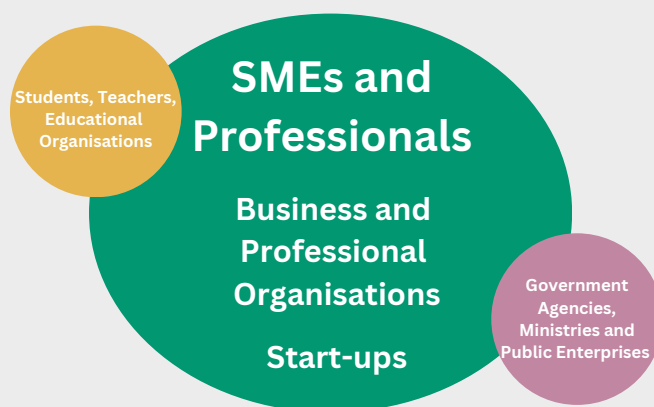 Students, Teachers,
Educational
Organisations
SMEs and
Professionals
Business and
Professional
Organisations
Start-ups
Government
Agencies,
Ministries and
Public Enterprises